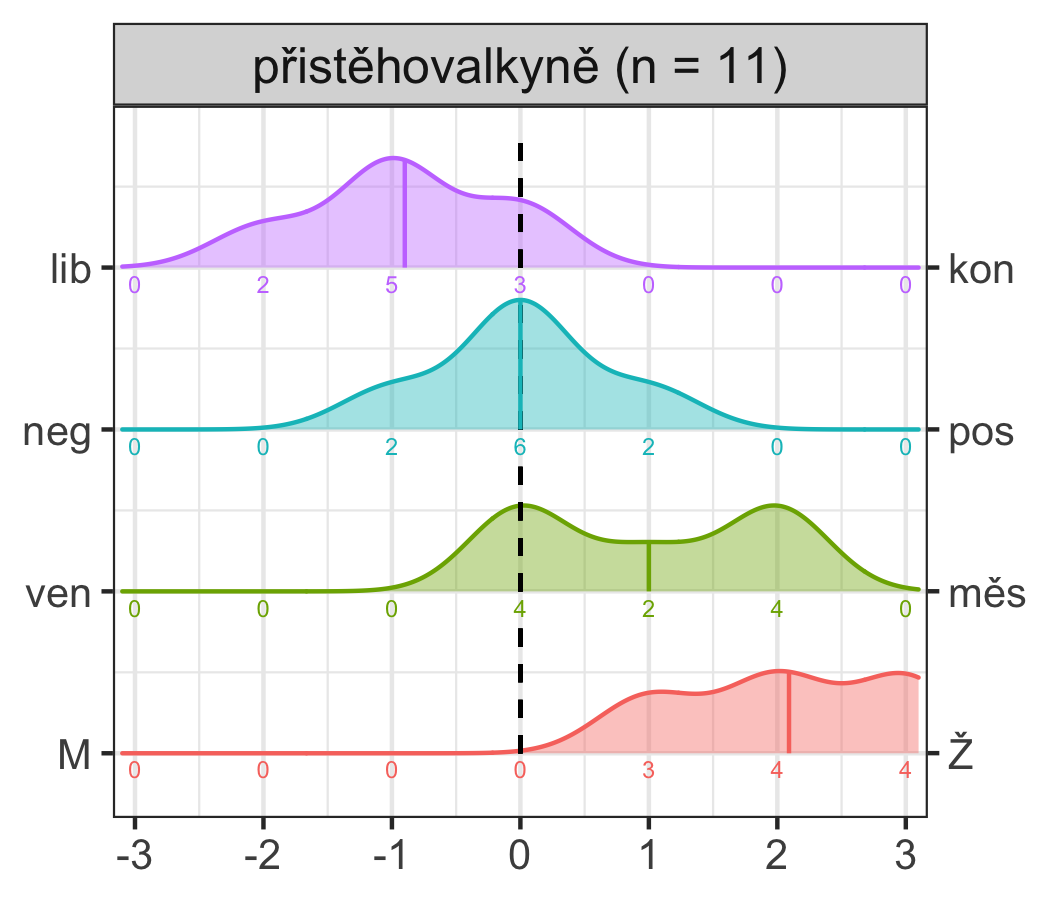 přistěhovalkyně (n = 11)
lib kon
0 2 5 3 0 0 0
neg pos
0 0 2 6 2 0 0
ven měs
0 0 0 4 2 4 0
M Ž
0 0 0 0 3 4 4
-3 -2 -1 0 1 2 3